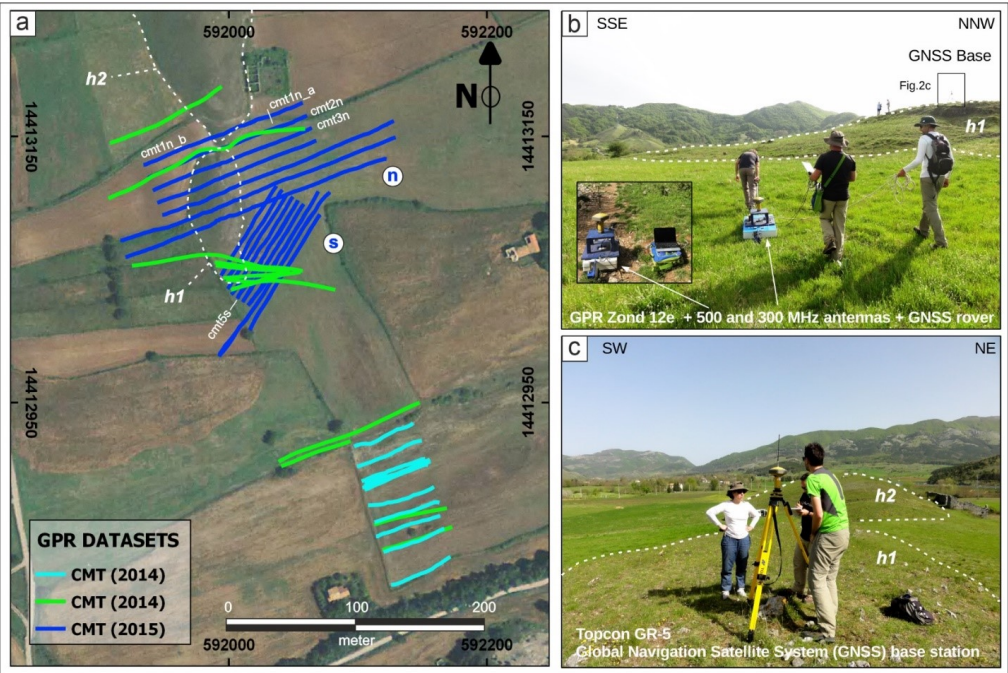 a
592000
592200
N
h2
cmt1n_a
cmt2n
cmt3n
cmt1n_b
14413150
14413150
n
s
h1
cmt5s
14412950
14412950
GPR DATASETS
CMT (2014)
CMT (2014)
CMT (2015)
0 100 200
meter
592000
592200
b
SSE
NNW
GNSS Base
Fig.2c
h1
GPR Zond 12e + 500 and 300 MHz antennas + GNSS rover
c
SW
NE
h2
h1
Topcon GR-5
Global Navigation Satellite System (GNSS) base station